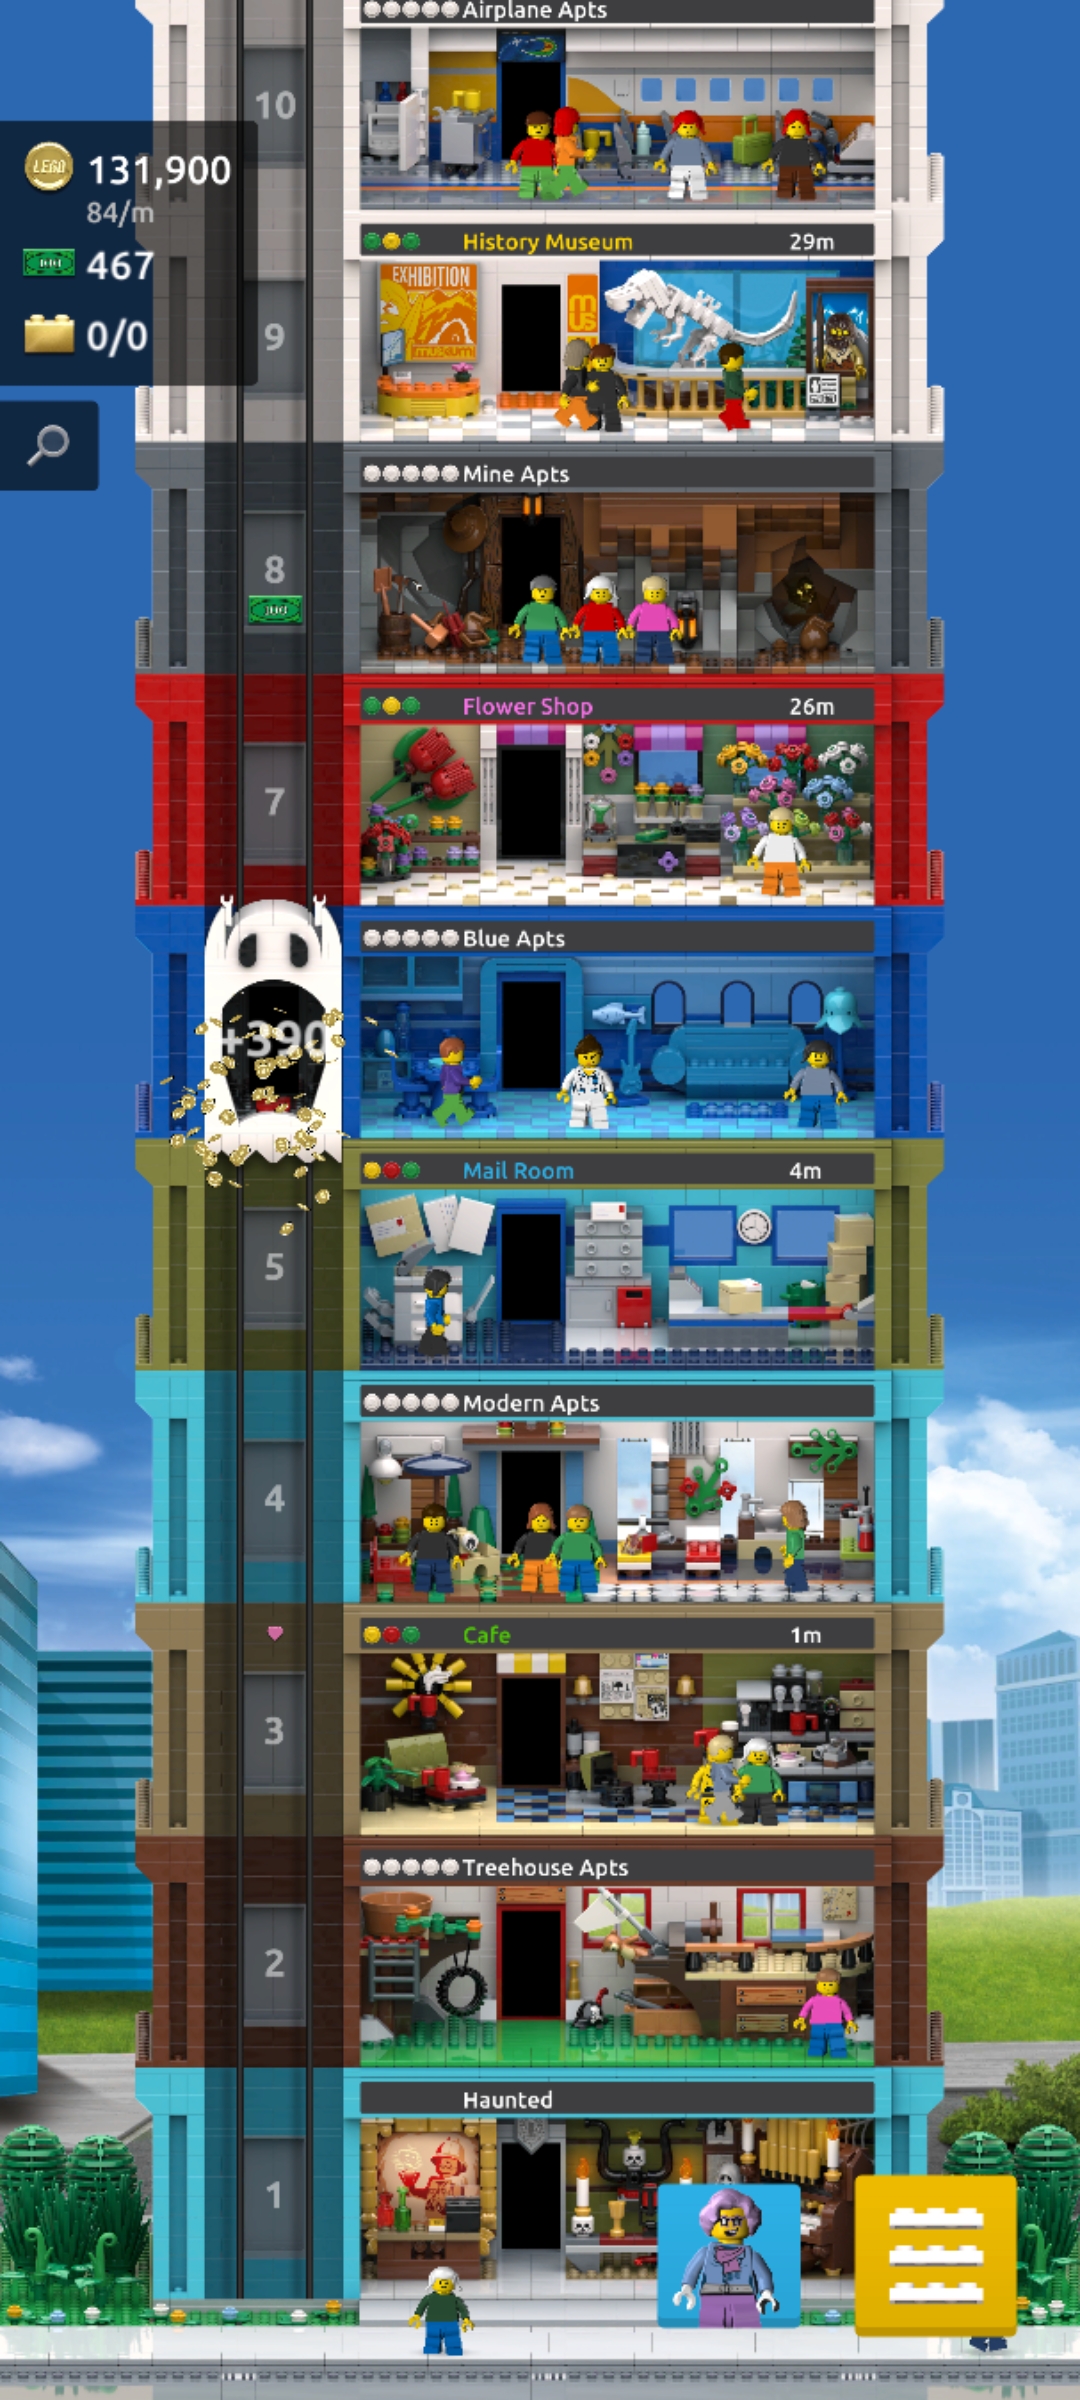 Airplane Apts
10
LEGO 131,900
84/m
467
0/0
History Museum 29m
EXHIBITION
museum
mus
9
Mine Apts
8
Flower Shop 26m
7
Blue Apts
+390
Mail Room 4m
5
Modern Apts
4
Cafe 1m
3
Treehouse Apts
2
Haunted
1